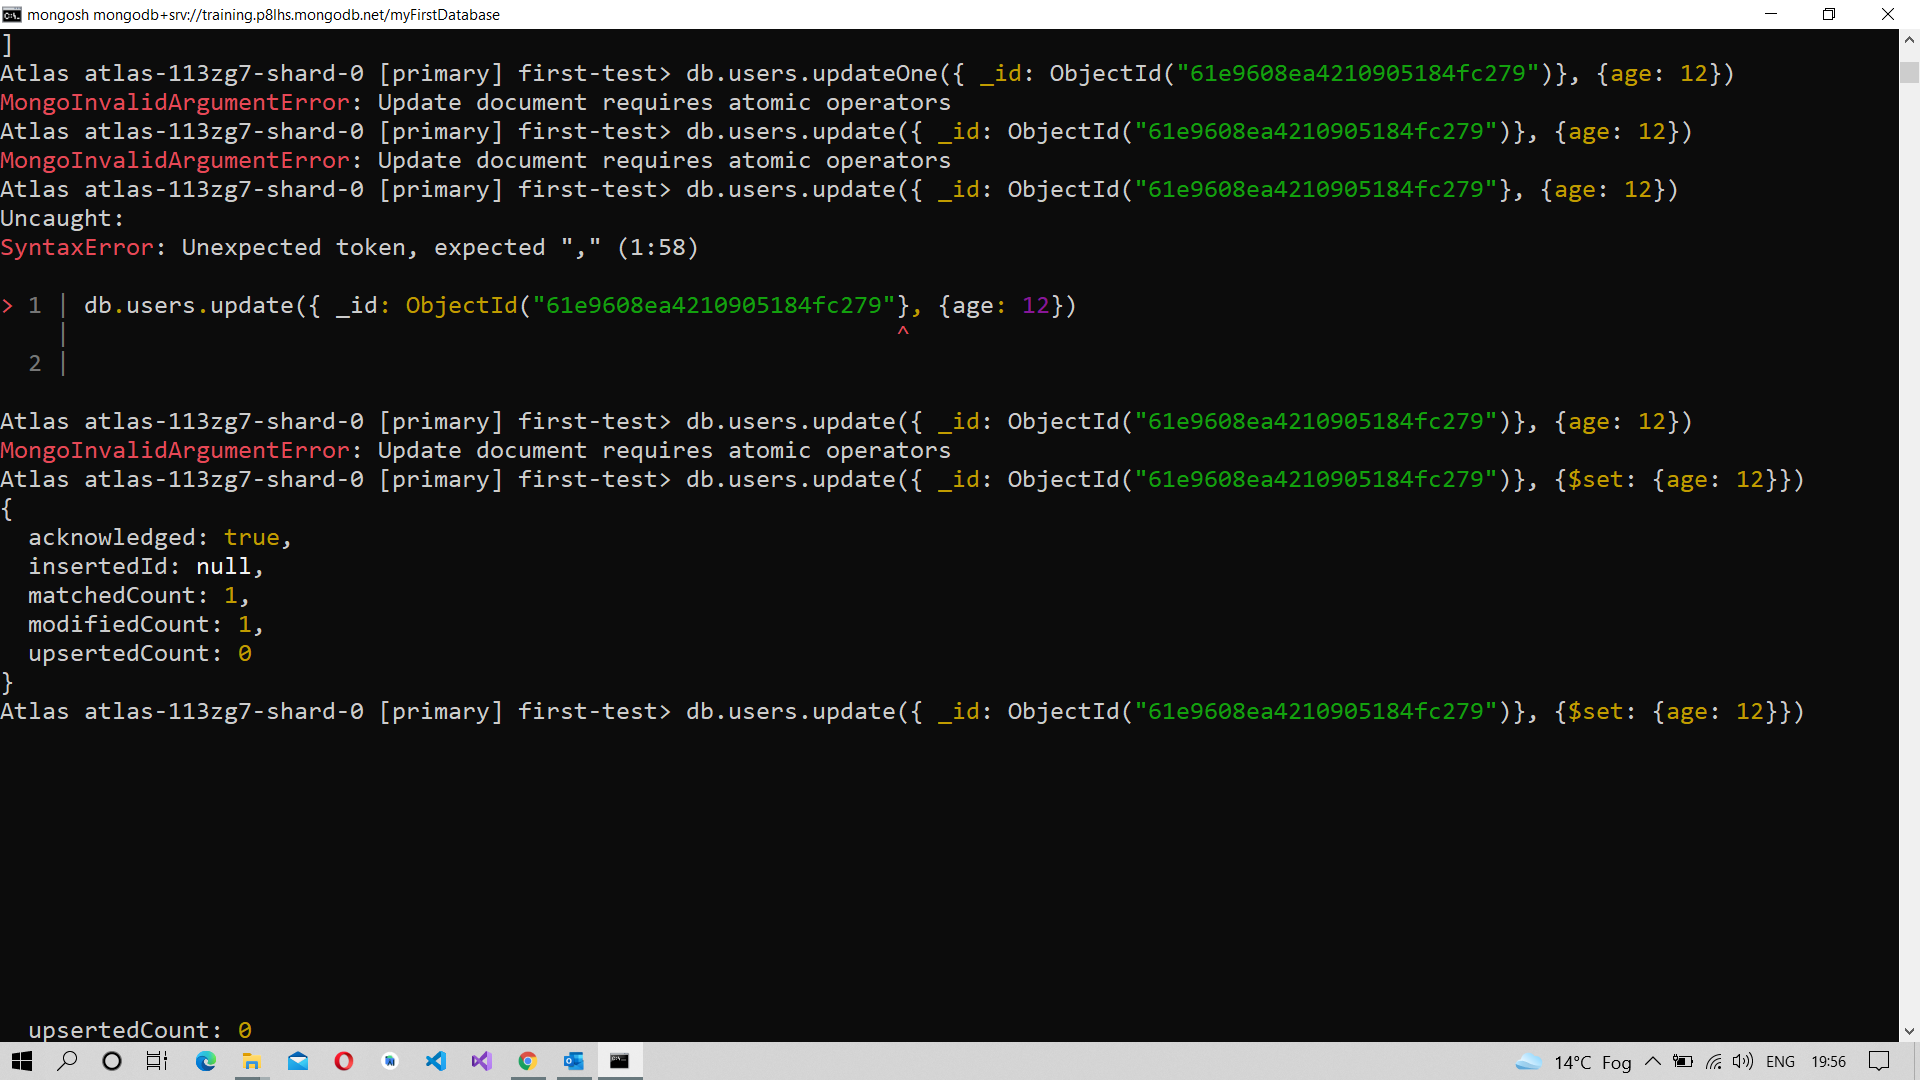 mongosh mongodb+srv://training.p8lhs.mongodb.net/myFirstDatabase
]
Atlas atlas-113zg7-shard-0 [primary] first-test> db.users.updateOne({ _id: ObjectId("61e9608ea4210905184fc279")}, {age: 12})
MongoInvalidArgumentError: Update document requires atomic operators
Atlas atlas-113zg7-shard-0 [primary] first-test> db.users.update({ _id: ObjectId("61e9608ea4210905184fc279")}, {age: 12})
MongoInvalidArgumentError: Update document requires atomic operators
Atlas atlas-113zg7-shard-0 [primary] first-test> db.users.update({ _id: ObjectId("61e9608ea4210905184fc279"}, {age: 12})
Uncaught:
SyntaxError: Unexpected token, expected "," (1:58)
> 1 | db.users.update({ _id: ObjectId("61e9608ea4210905184fc279"}, {age: 12})
| ^
2 |
Atlas atlas-113zg7-shard-0 [primary] first-test> db.users.update({ _id: ObjectId("61e9608ea4210905184fc279")}, {age: 12})
MongoInvalidArgumentError: Update document requires atomic operators
Atlas atlas-113zg7-shard-0 [primary] first-test> db.users.update({ _id: ObjectId("61e9608ea4210905184fc279")}, {$set: {age: 12}})
{
acknowledged: true,
insertedId: null,
matchedCount: 1,
modifiedCount: 1,
upsertedCount: 0
}
Atlas atlas-113zg7-shard-0 [primary] first-test> db.users.update({ _id: ObjectId("61e9608ea4210905184fc279")}, {$set: {age: 12}})
upsertedCount: 0
14°C Fog ENG 19:56